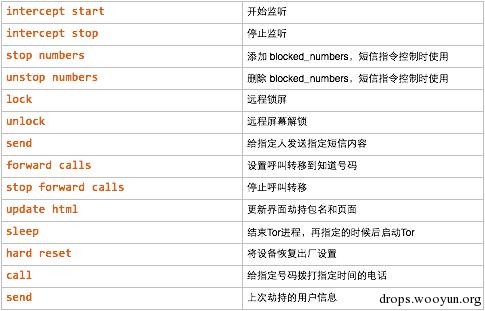 intercept start 开始监听
intercept stop 停止监听
stop numbers 添加 blocked_numbers，短信指令控制时使用
unstop numbers 删除 blocked_numbers，短信指令控制时使用
lock 远程锁屏
unlock 远程屏幕解锁
send 给指定人发送指定短信内容
forward calls 设置呼叫转移到知道号码
stop forward calls 停止呼叫转移
update html 更新界面劫持包名和页面
sleep 结束Tor进程，再指定的时候后启动Tor
hard reset 将设备恢复出厂设置
call 给指定号码拨打指定时间的电话
send 上次劫持的用户信息
drops.wooyun.org